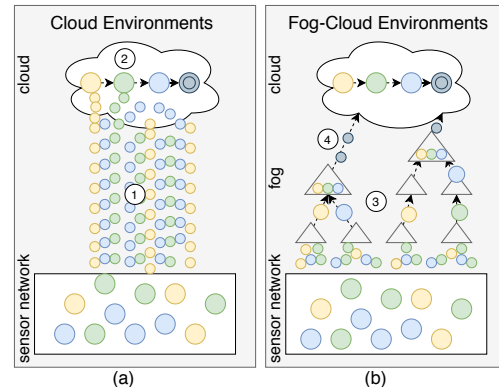 Cloud Environments
cloud
2
1
sensor network
(a)
Fog-Cloud Environments
cloud
4
fog
3
sensor network
(b)